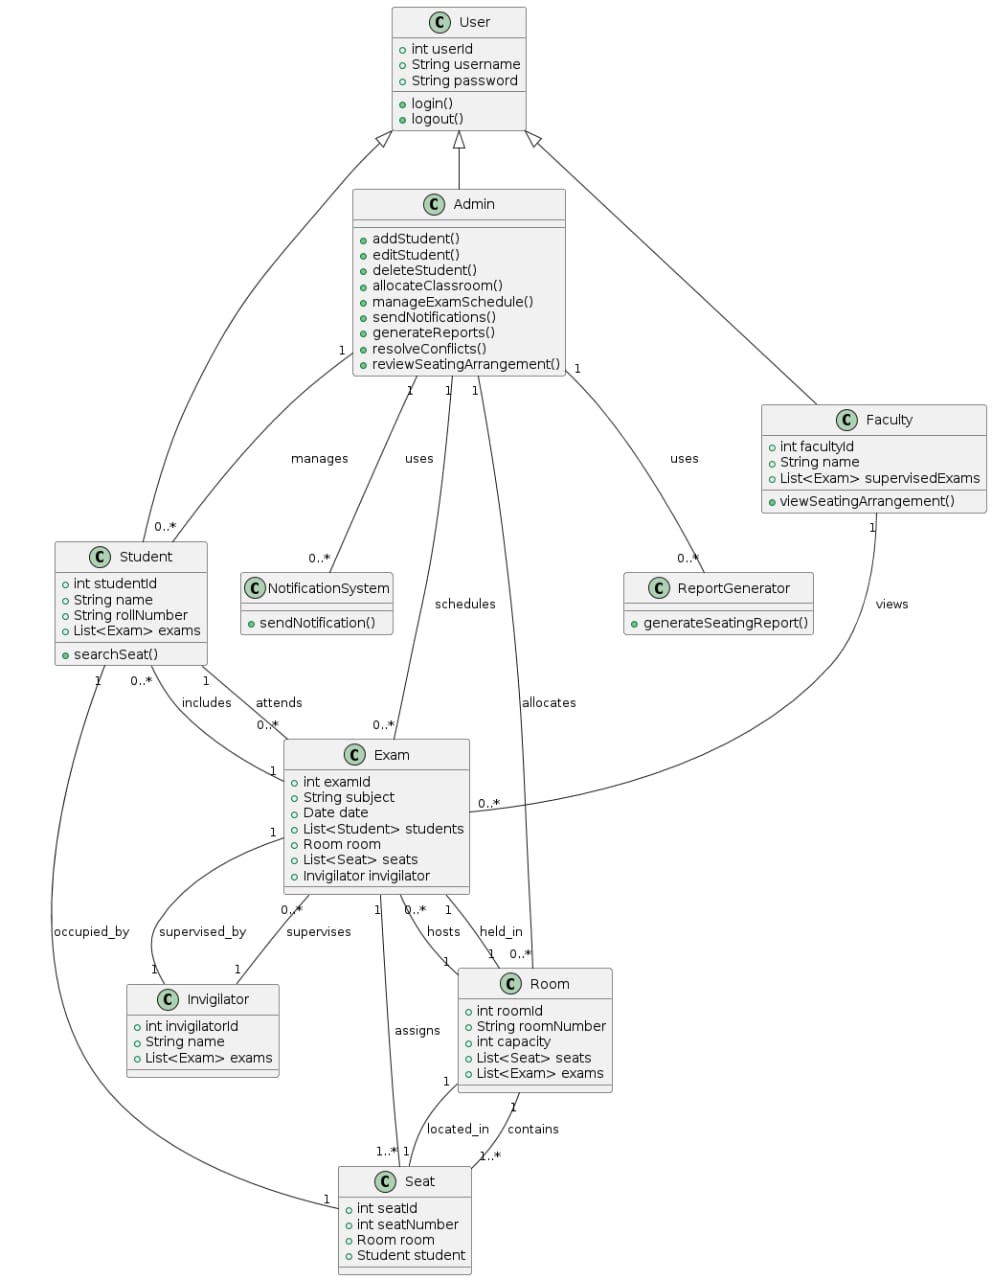 C User
int userId
String username
String password
login()
logout()
C Admin
addStudent()
editStudent()
deleteStudent()
allocateClassroom()
manageExamSchedule()
sendNotifications()
generateReports()
resolveConflicts()
reviewSeatingArrangement()
1
1
1
1
1
C Faculty
int facultyId
String name
List<Exam> supervisedExams
viewSeatingArrangement()
1
manages
uses
uses
0..*
0..*
0..*
C Student
int studentId
String name
String rollNumber
List<Exam> exams
searchSeat()
C NotificationSystem
sendNotification()
C ReportGenerator
generateSeatingReport()
schedules
views
1
0..*
1
includes
attends
allocates
0..*
0..*
1
0..*
C Exam
int examId
String subject
Date date
List<Student> students
Room room
List<Seat> seats
Invigilator invigilator
1
0..*
1
0..*
1
occupied_by
supervised_by
supervises
hosts
held_in
1
1
1
1
0..*
C Invigilator
int invigilatorId
String name
List<Exam> exams
C Room
int roomId
String roomNumber
int capacity
List<Seat> seats
List<Exam> exams
assigns
1
1
located_in
contains
1..*
1
1..*
C Seat
int seatId
int seatNumber
Room room
Student student
1